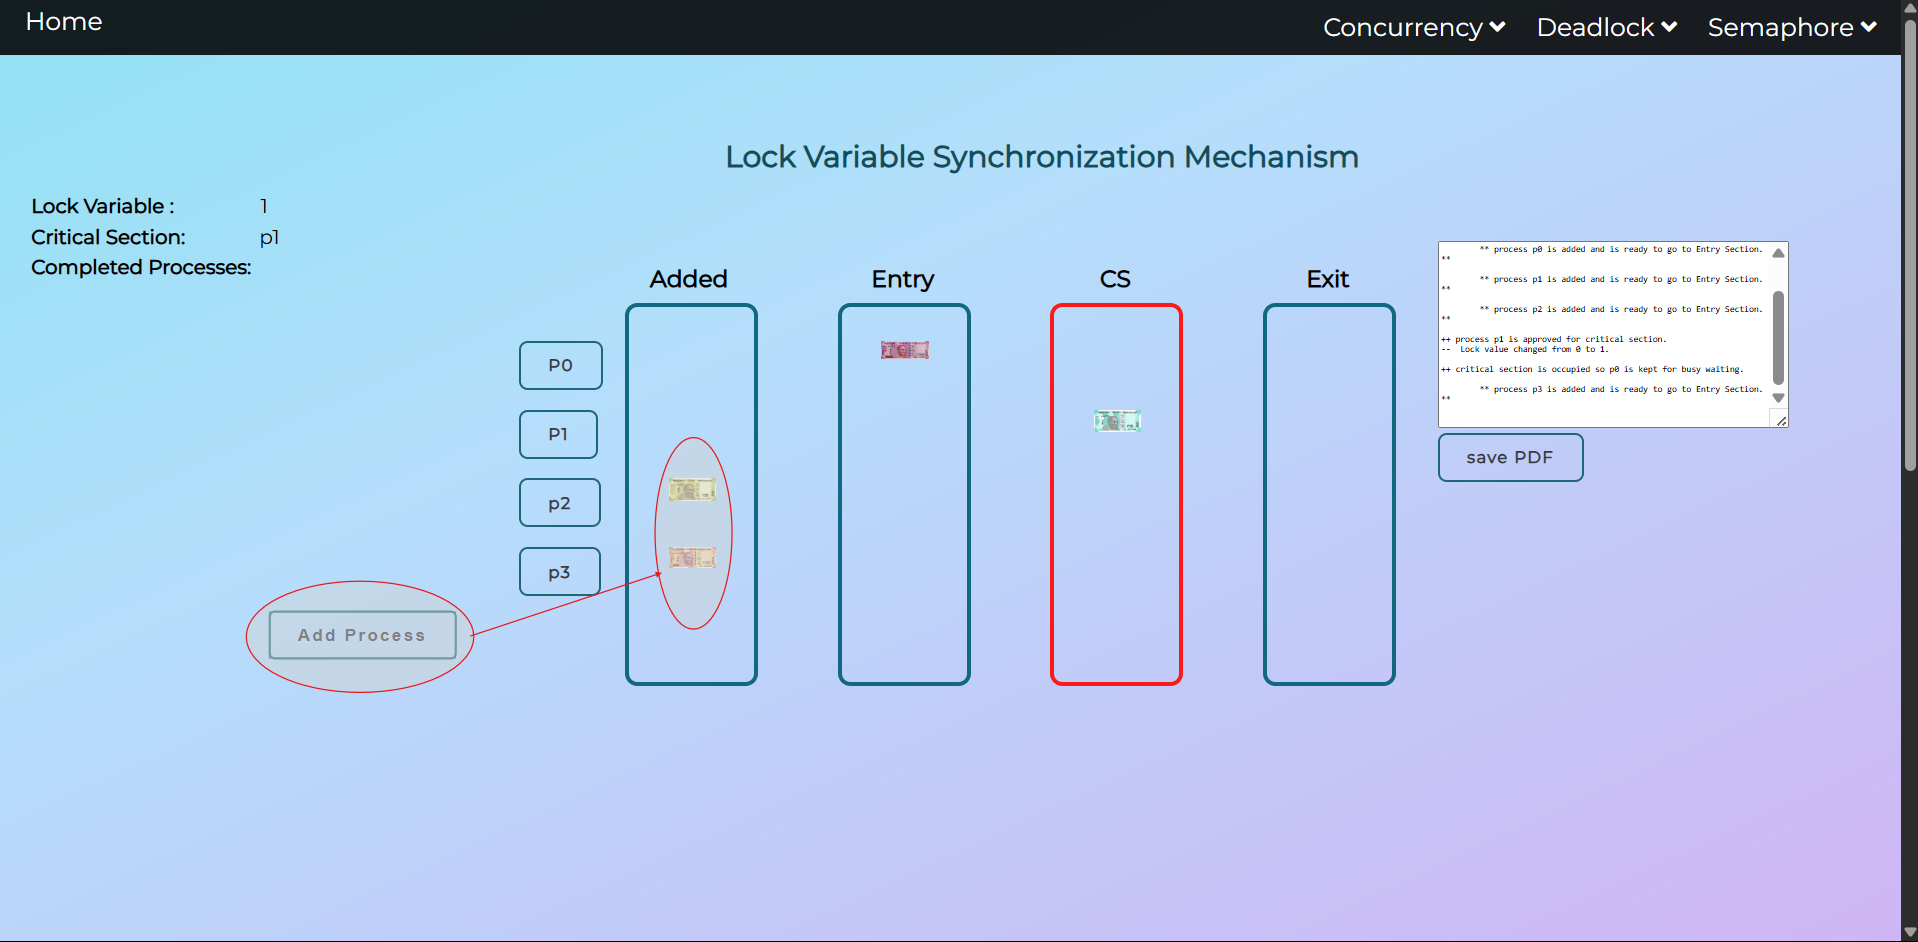 Home
Concurrency
Deadlock
Semaphore
Lock Variable Synchronization Mechanism
Lock Variable : 1
Critical Section: p1
Completed Processes:
Added
Entry
CS
Exit
P0
P1
p2
p3
Add Process
** process p0 is added and is ready to go to Entry Section.
**
** process p1 is added and is ready to go to Entry Section.
**
** process p2 is added and is ready to go to Entry Section.
**
++ process p1 is approved for critical section.
-- Lock value changed from 0 to 1.
++ critical section is occupied so p0 is kept for busy waiting.
** process p3 is added and is ready to go to Entry Section.
**
save PDF